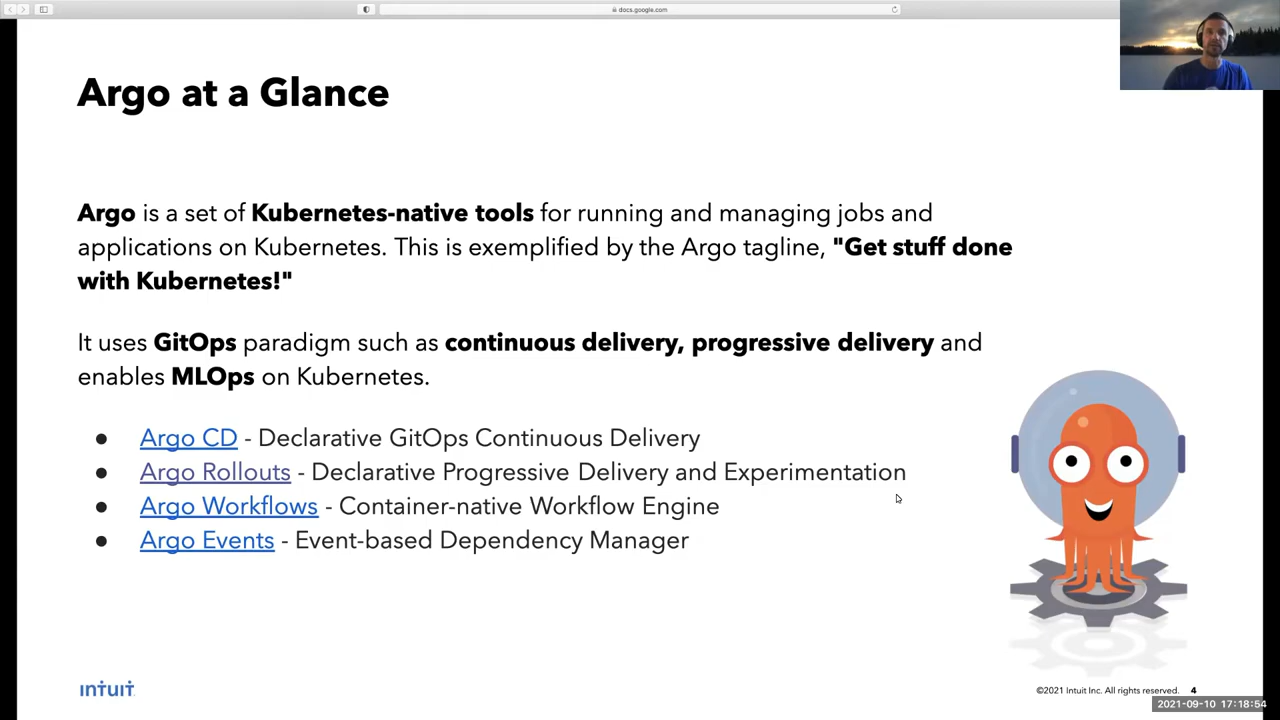 docs.google.com
Argo at a Glance
Argo is a set of Kubernetes-native tools for running and managing jobs and
applications on Kubernetes. This is exemplified by the Argo tagline, "Get stuff done
with Kubernetes!"
It uses GitOps paradigm such as continuous delivery, progressive delivery and
enables MLOps on Kubernetes.
● Argo CD - Declarative GitOps Continuous Delivery
● Argo Rollouts - Declarative Progressive Delivery and Experimentation
● Argo Workflows - Container-native Workflow Engine
● Argo Events - Event-based Dependency Manager
INTUIT
©2021 Intuit Inc. All rights reserved. 4
2021-09-10 17:18:54